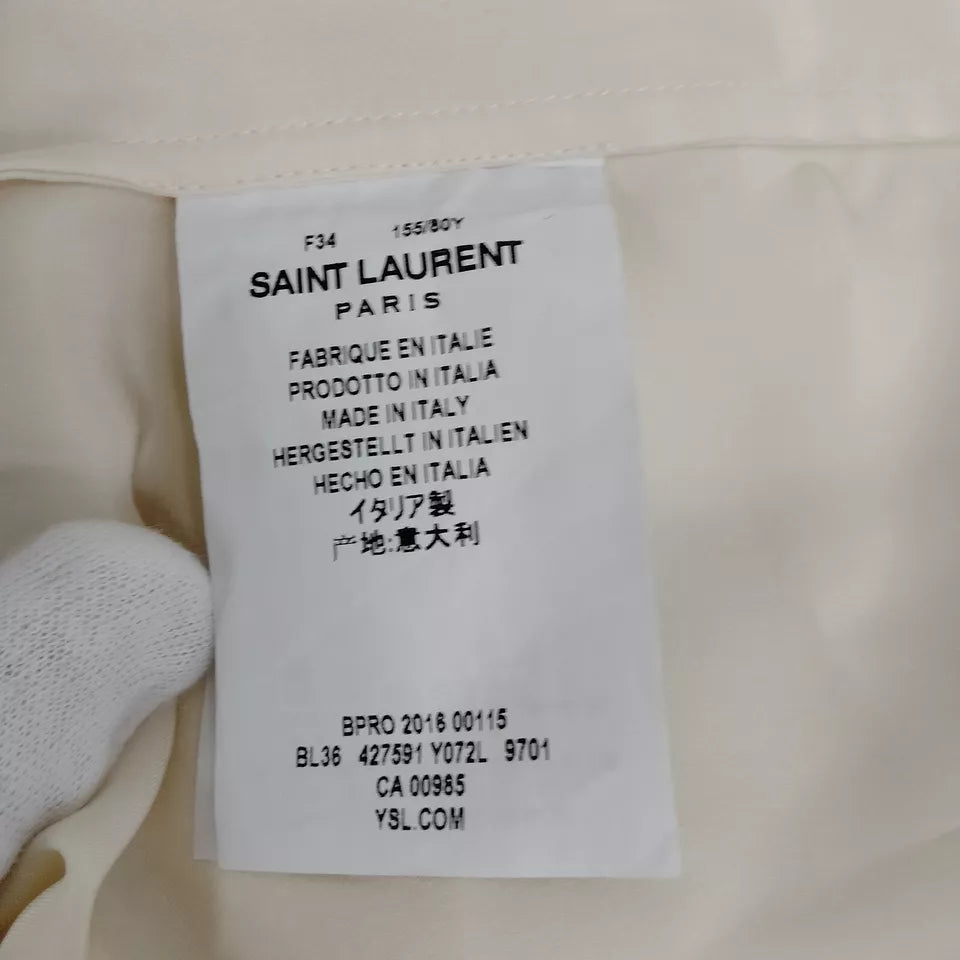 F34 155/80Y
SAINT LAURENT
PARIS
FABRIQUE EN ITALIE
PRODOTTO IN ITALIA
MADE IN ITALY
HERGESTELLT IN ITALIEN
HECHO EN ITALIA
イタリア製
产地:意大利
BPRO 2016 00115
BL36 427591 Y072L 9701
CA 00985
YSL.COM